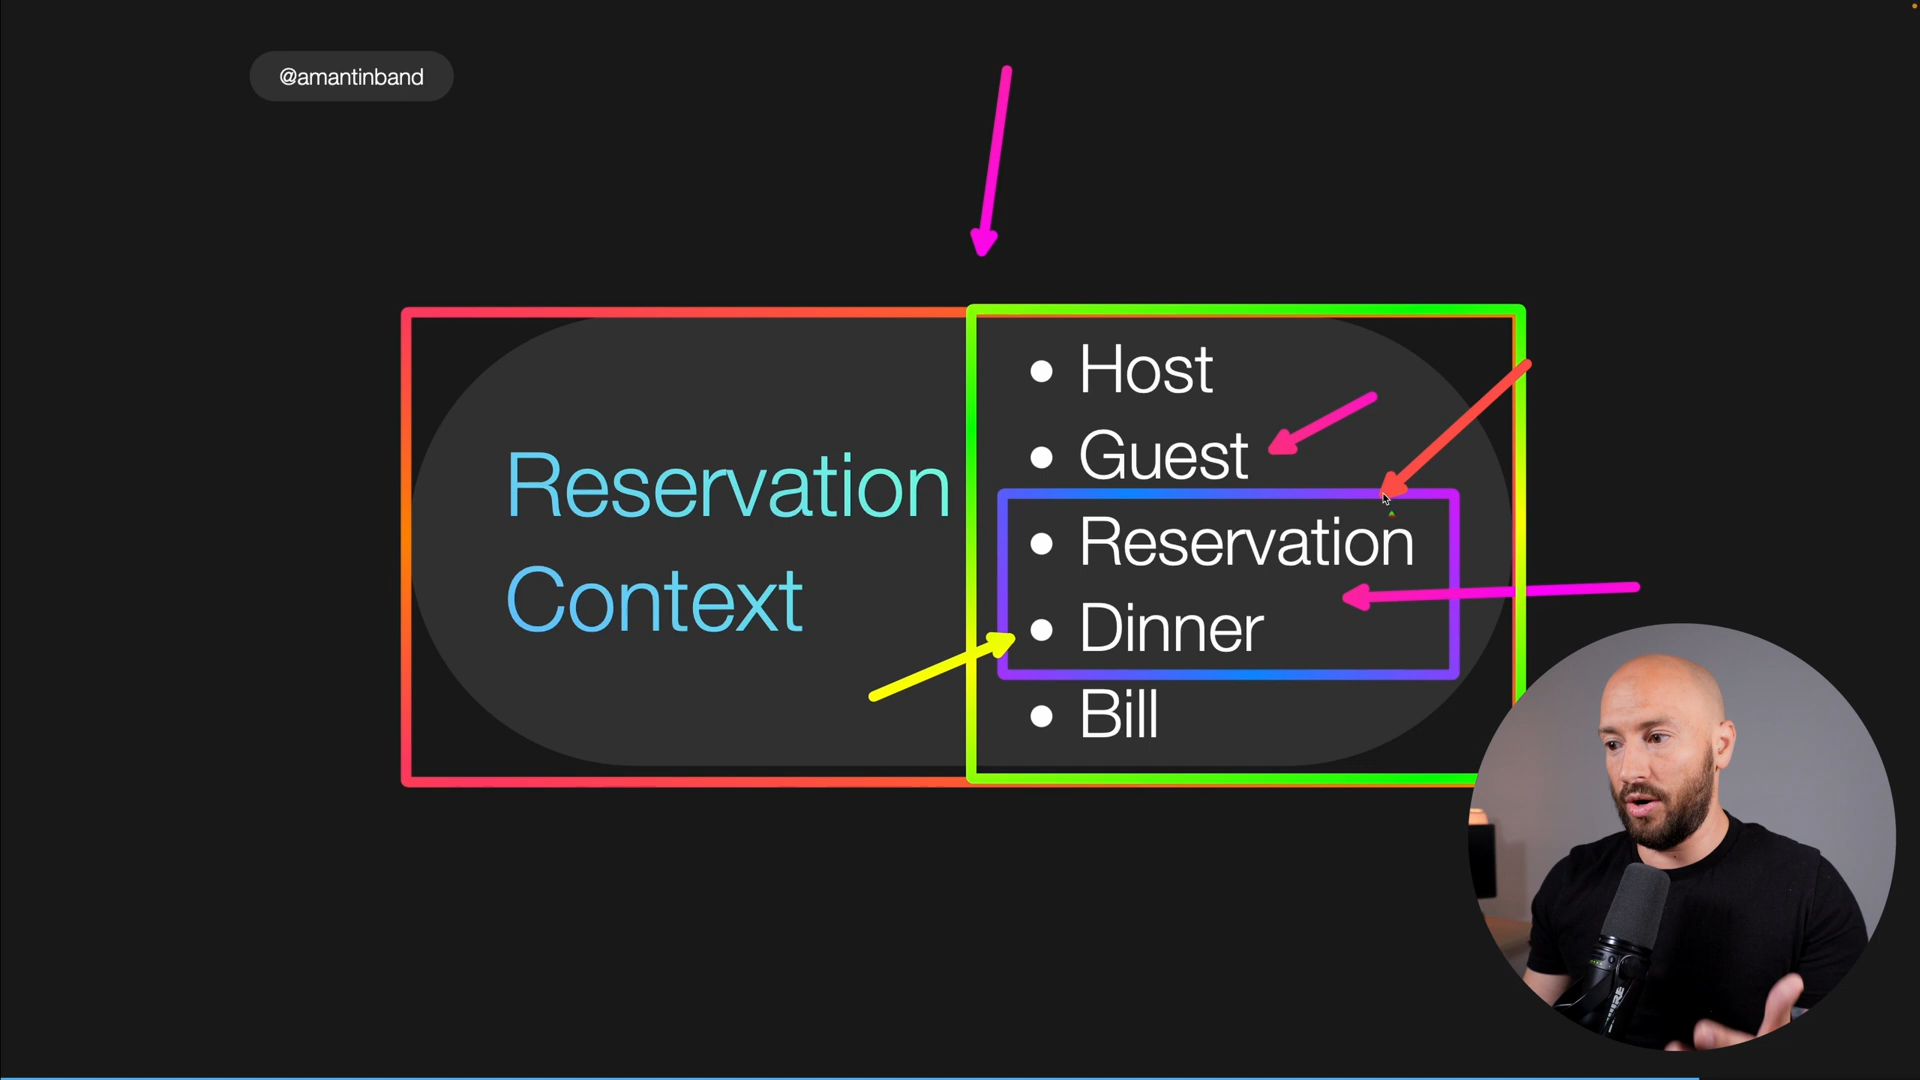 @amantinband
Reservation
Context
• Host
• Guest
• Reservation
• Dinner
• Bill